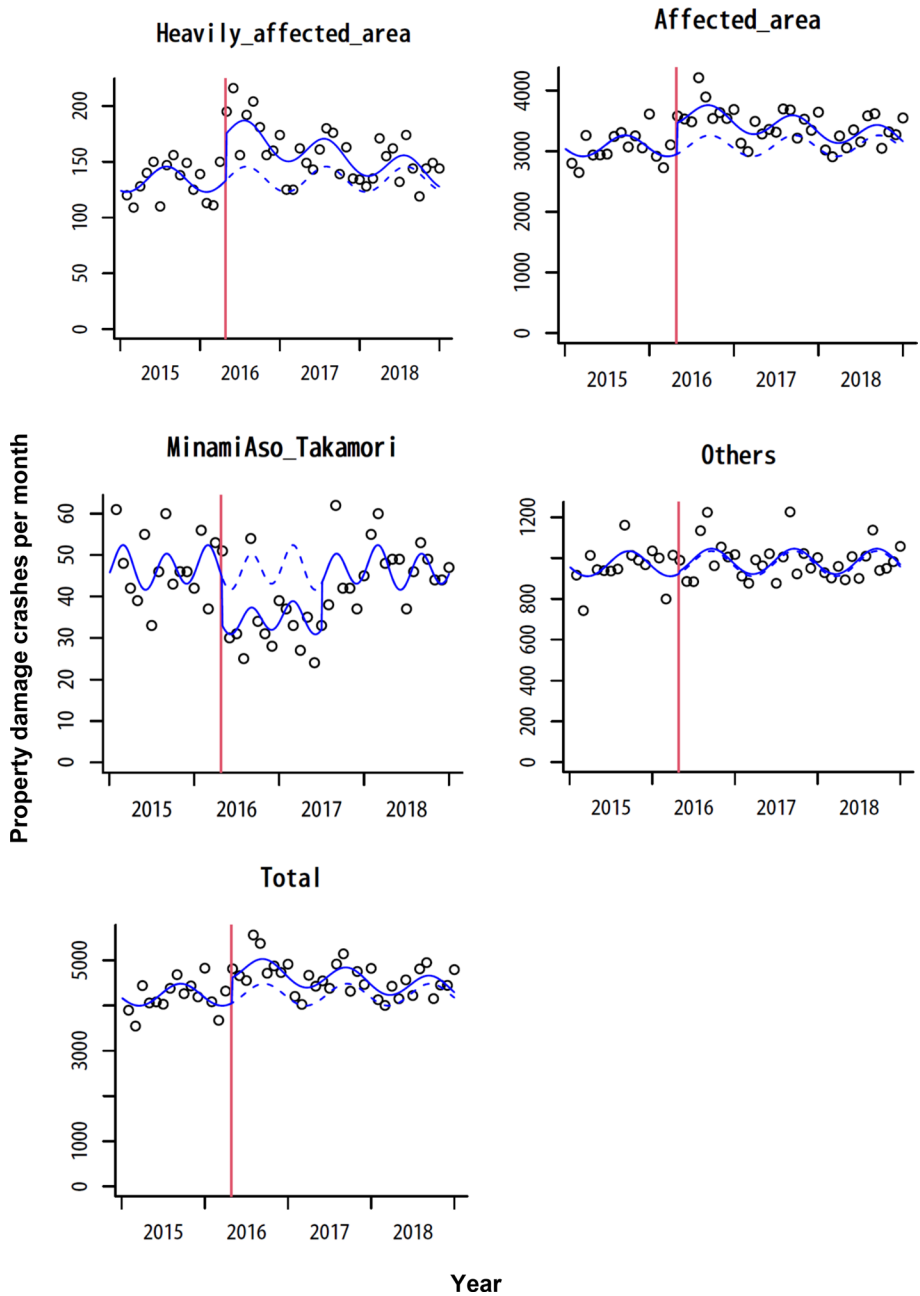 Heavily_affected_area
200
150
100
50
0
2015 2016 2017 2018
Affected_area
4000
3000
2000
1000
0
2015 2016 2017 2018
Property damage crashes per month
MinamiAso_Takamori
60
50
40
30
20
10
0
2015 2016 2017 2018
Others
1200
800
600
400
200
0
2015 2016 2017 2018
Total
5000
3000
1000
0
2015 2016 2017 2018
Year